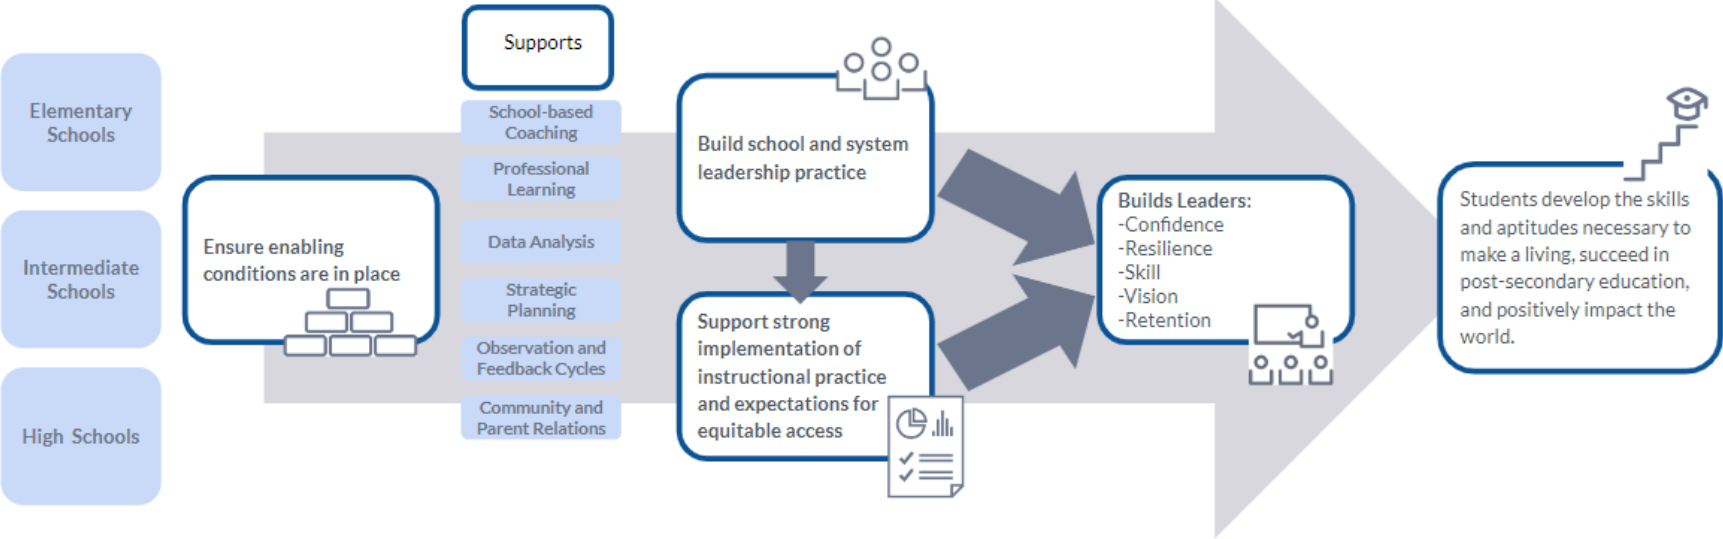 Elementary
Schools
Intermediate
Schools
High Schools
Ensure enabling
conditions are in place
Supports
School-based
Coaching
Professional
Learning
Data Analysis
Strategic
Planning
Observation and
Feedback Cycles
Community and
Parent Relations
Build school and system
leadership practice
Support strong
implementation of
instructional practice
and expectations for
equitable access
Builds Leaders:
-Confidence
-Resilience
-Skill
-Vision
-Retention
Students develop the skills
and aptitudes necessary to
make a living, succeed in
post-secondary education,
and positively impact the
world.